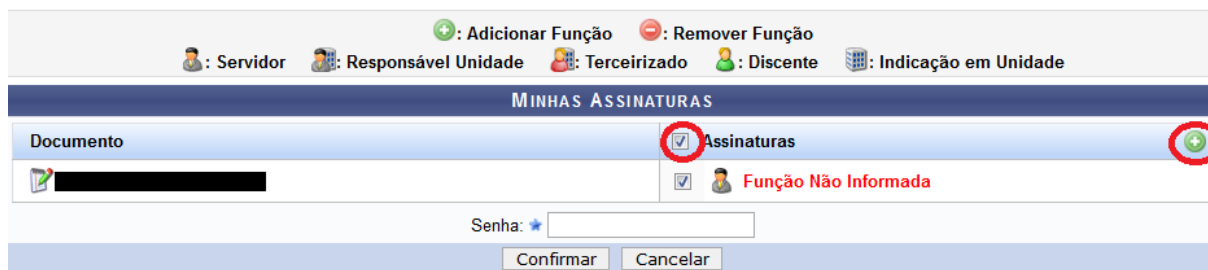 : Adicionar Função : Remover Função
: Servidor : Responsável Unidade : Terceirizado : Discente : Indicação em Unidade
MINHAS ASSINATURAS
Documento Assinaturas
Função Não Informada
Senha:
Confirmar Cancelar